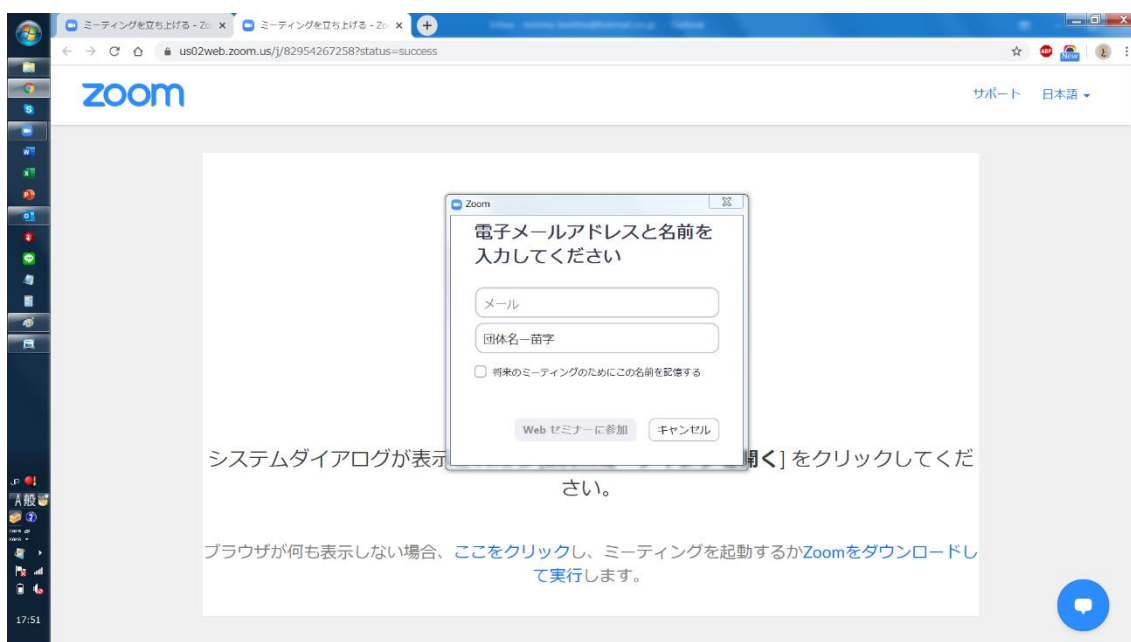 ミーティングを立ち上げる - Zo
ミーティングを立ち上げる - Zo
us02web.zoom.us/j/82954267258?status=success
ABP
New
zoom
サポート
日本語
Zoom
電子メールアドレスと名前を
入力してください
メール
団体名ー苗字
将来のミーティングのためにこの名前を記憶する
Web セミナーに参加
キャンセル
システムダイアログが表示
開く] をクリックしてくだ
さい。
ブラウザが何も表示しない場合、ここをクリックし、ミーティングを起動するかZoomをダウンロードし
て実行します。
JP
A 般
17:51